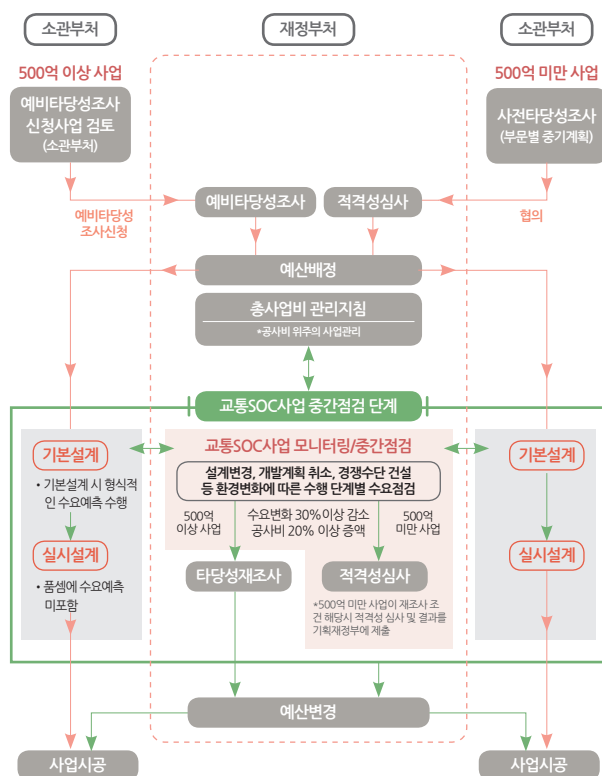 소관부처
재정부처
소관부처
500억 이상 사업
500억 미만 사업
예비타당성조사
신청사업 검토
(소관부처)
사전타당성조사
(부문별 중기계획)
예비타당성조사
적격성심사
예비타당성
조사신청
협의
예산배정
총사업비 관리지침
*공사비 위주의 사업관리
교통SOC사업 중간점검 단계
기본설계
• 기본설계 시 형식적
인 수요예측 수행
실시설계
• 품셈에 수요예측
미포함
교통SOC사업 모니터링/중간점검
설계변경, 개발계획 취소, 경쟁수단 건설
등 환경변화에 따른 수행 단계별 수요점검
500억
이상 사업
수요변화 30%이상 감소
공사비 20% 이상 증액
500억
미만 사업
타당성재조사
적격성심사
*500억 미만 사업이 재조사 조
건 해당시 적격성 심사 및 결과를
기획재정부에 제출
기본설계
실시설계
예산변경
사업시공
사업시공